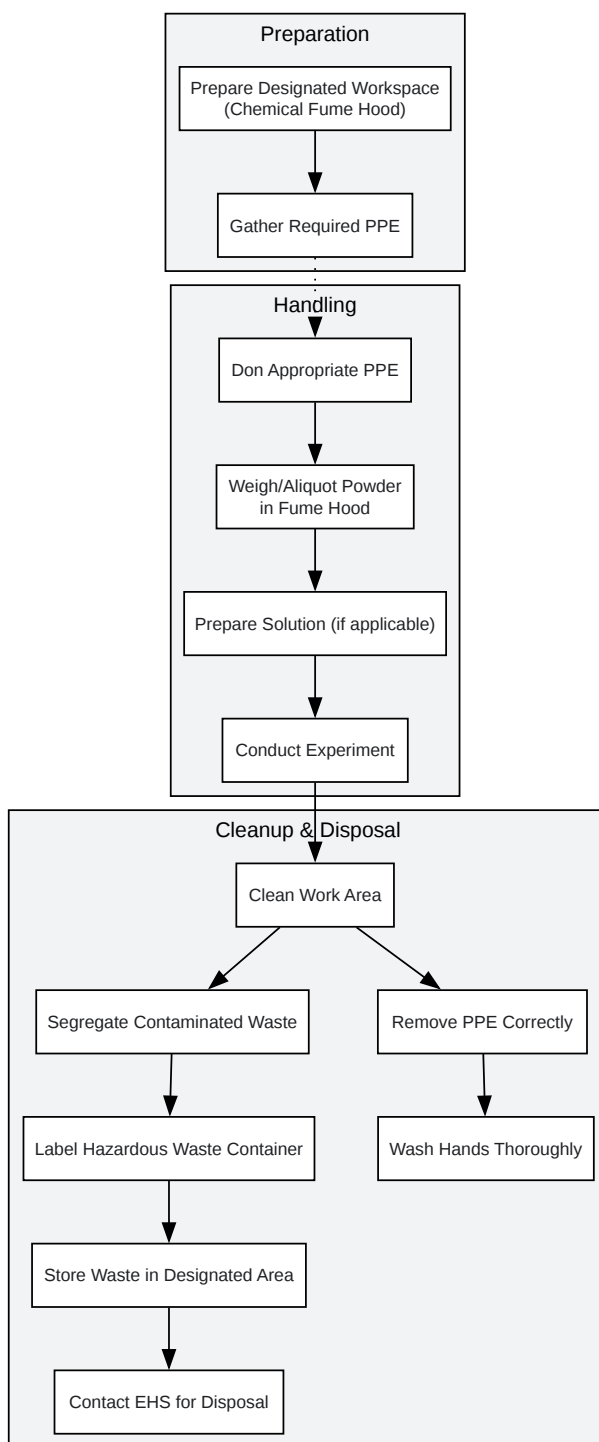 Preparation
Prepare Designated Workspace
(Chemical Fume Hood)
Gather Required PPE
Handling
Don Appropriate PPE
Weigh/Aliquot Powder
in Fume Hood
Prepare Solution (if applicable)
Conduct Experiment
Cleanup & Disposal
Clean Work Area
Segregate Contaminated Waste
Remove PPE Correctly
Label Hazardous Waste Container
Wash Hands Thoroughly
Store Waste in Designated Area
Contact EHS for Disposal